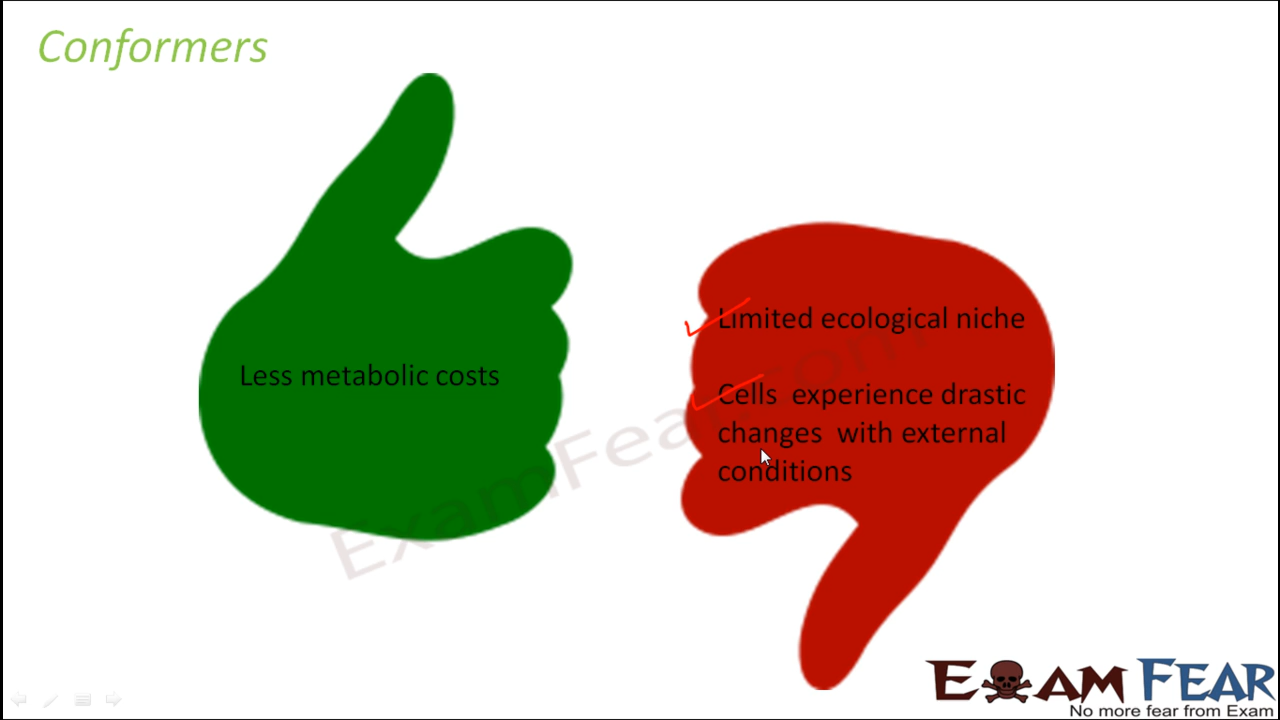 Conformers
Less metabolic costs
Limited ecological niche
Cells experience drastic
changes with external
conditions
ExamFear.com
EXAM FEAR
No more fear from Exam